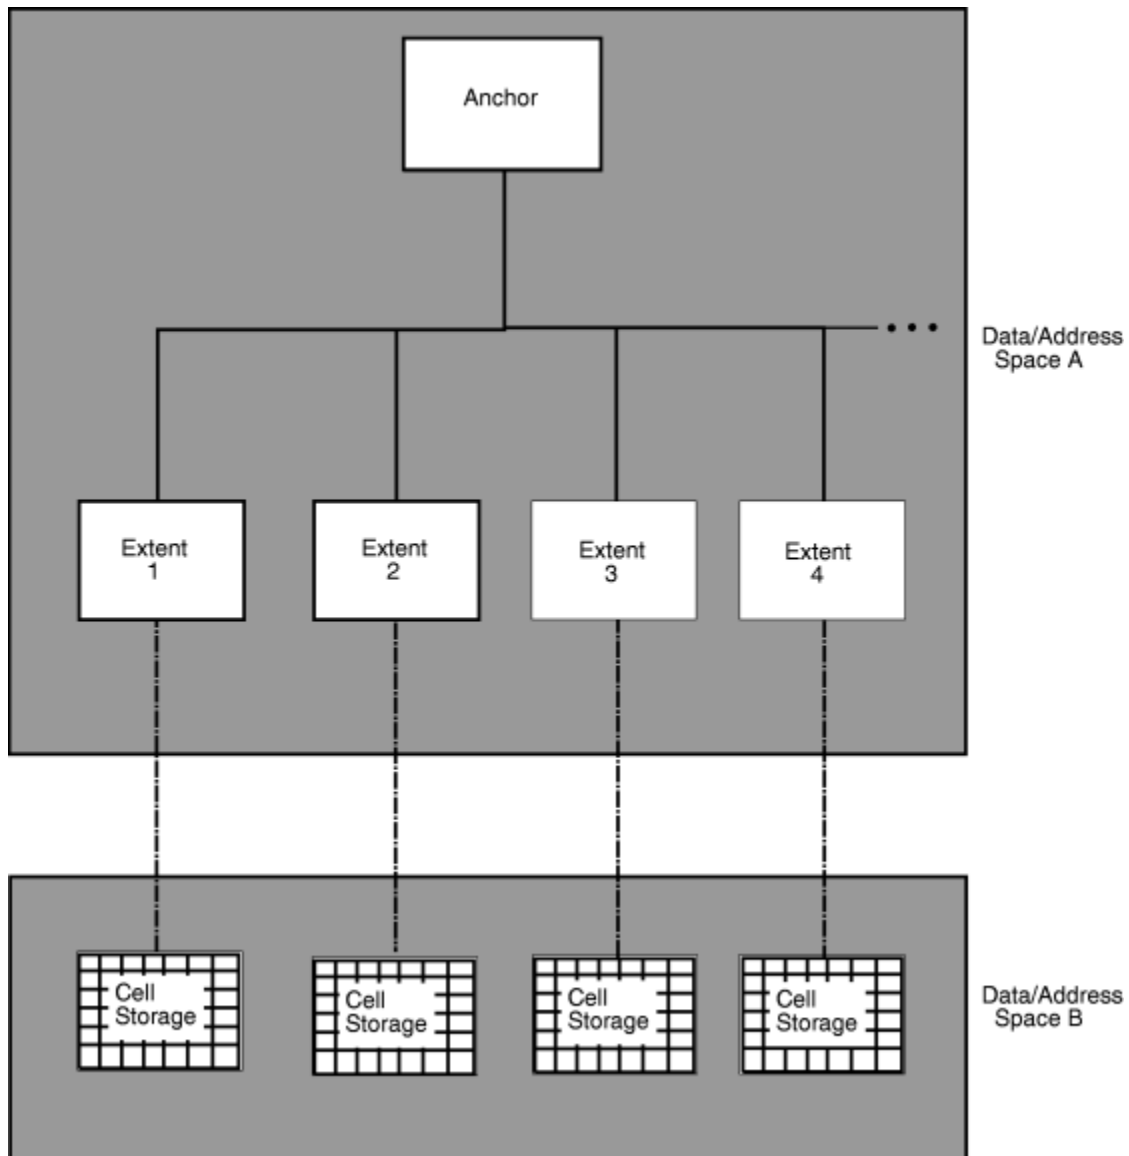 Anchor
Data/Address
Space A
Extent
1
Extent
2
Extent
3
Extent
4
Cell
Storage
Cell
Storage
Cell
Storage
Cell
Storage
Data/Address
Space B